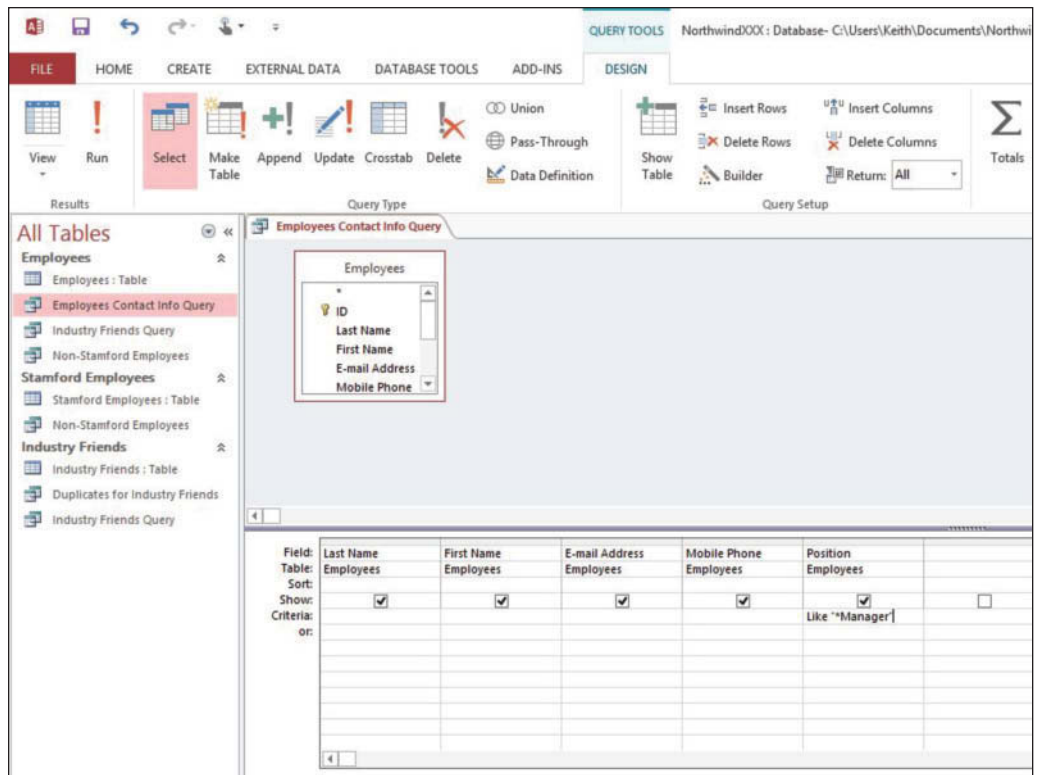 QUERY TOOLS NorthwindXXX : Database- C:\Users\Keith\Documents\Northwi
FILE HOME CREATE EXTERNAL DATA DATABASE TOOLS ADD-INS DESIGN
View Run Select Make Table Append Update Crosstab Delete
Union
Pass-Through
Data Definition
Show Table
Insert Rows
Delete Rows
Builder
Insert Columns
Delete Columns
Return: All
Totals
Results Query Type Query Setup
All Tables
Employees
Employees : Table
Employees Contact Info Query
Industry Friends Query
Non-Stamford Employees
Stamford Employees
Stamford Employees : Table
Non-Stamford Employees
Industry Friends
Industry Friends : Table
Duplicates for Industry Friends
Industry Friends Query
Employees Contact Info Query
Employees
*
ID
Last Name
First Name
E-mail Address
Mobile Phone
Field: Last Name First Name E-mail Address Mobile Phone Position
Table: Employees Employees Employees Employees Employees
Sort:
Show:
Criteria: Like "*Manager"
or: